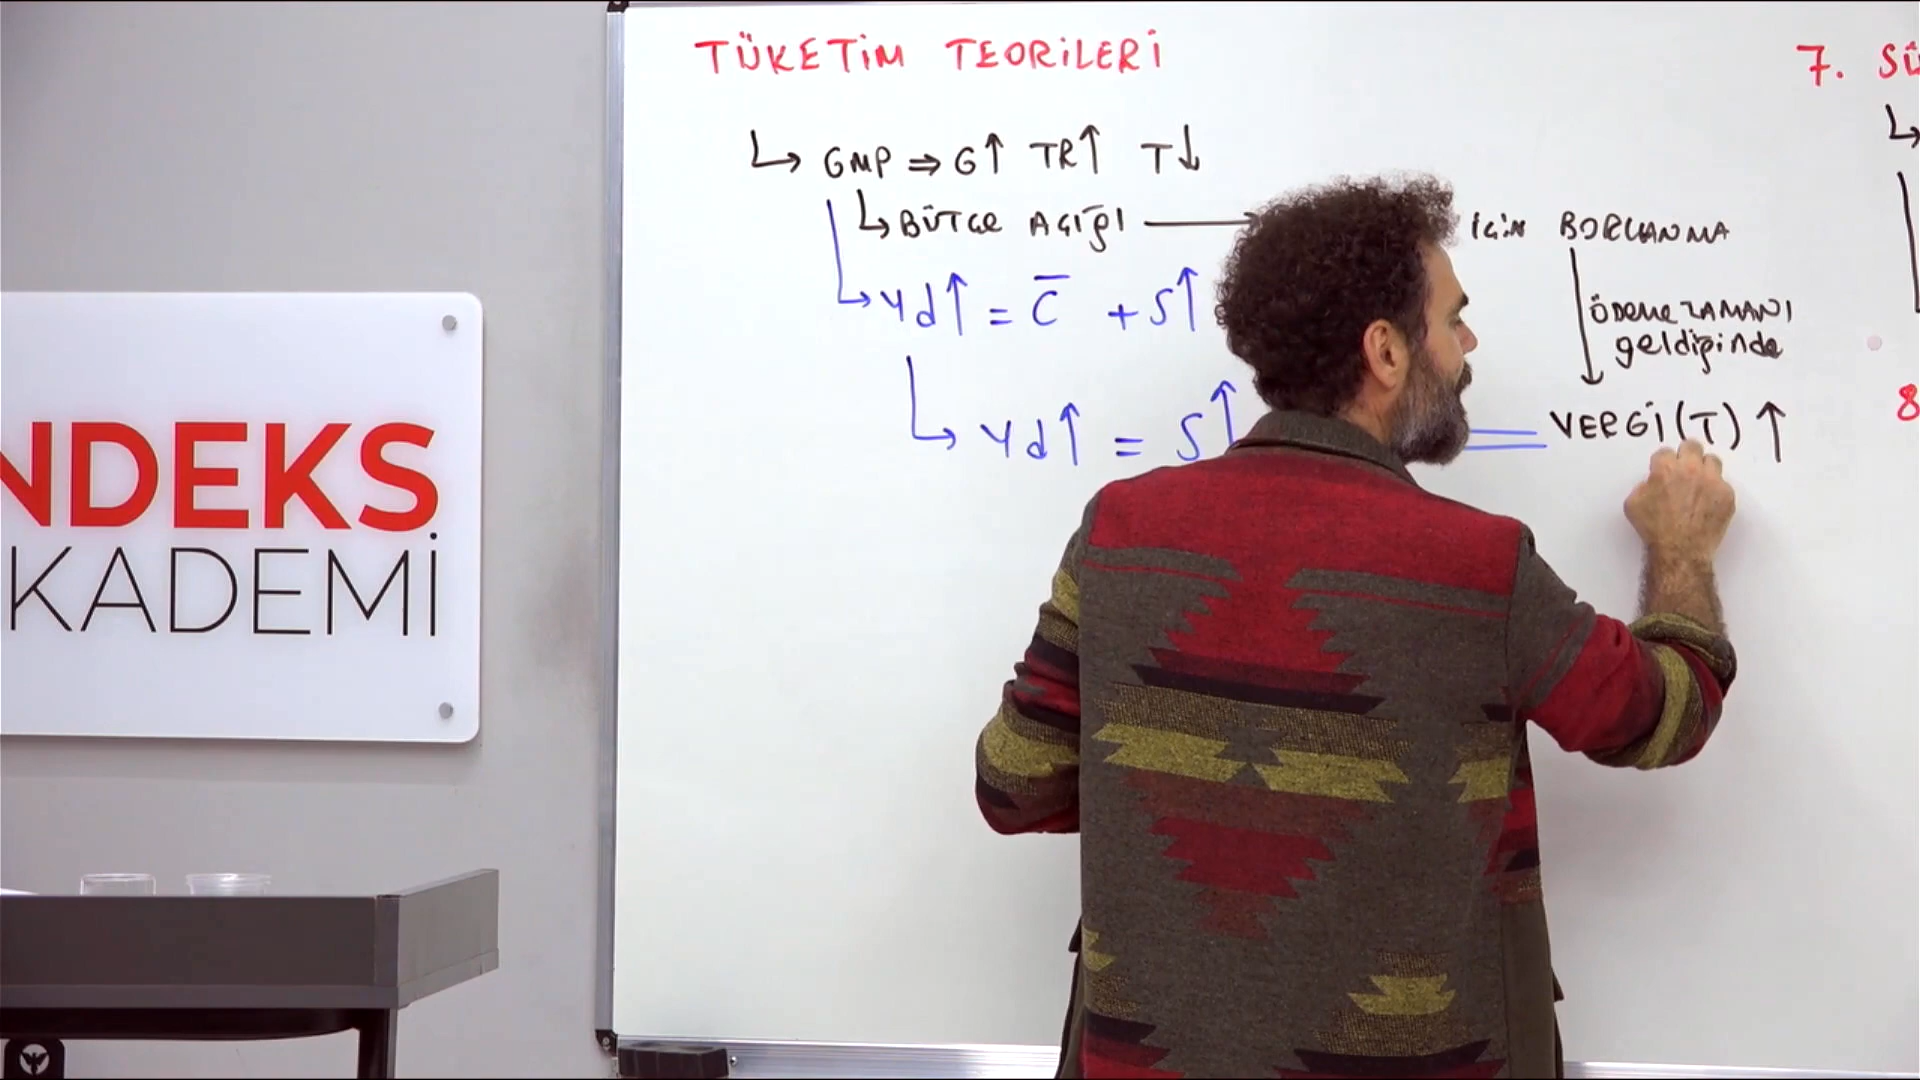 TÜKETİM TEORİLERİ
GMP ⇒ G↑ TR↑ T↓
BÜTÇE AÇIĞI → İÇİN BORÇLANMA
Yd↑ = C̅ + S↑
ÖDEME ZAMANI
geldiğinde
Yd↑ = S↑ = VERGİ(T) ↑
7. SÜ
8
NDEKS
KADEMİ